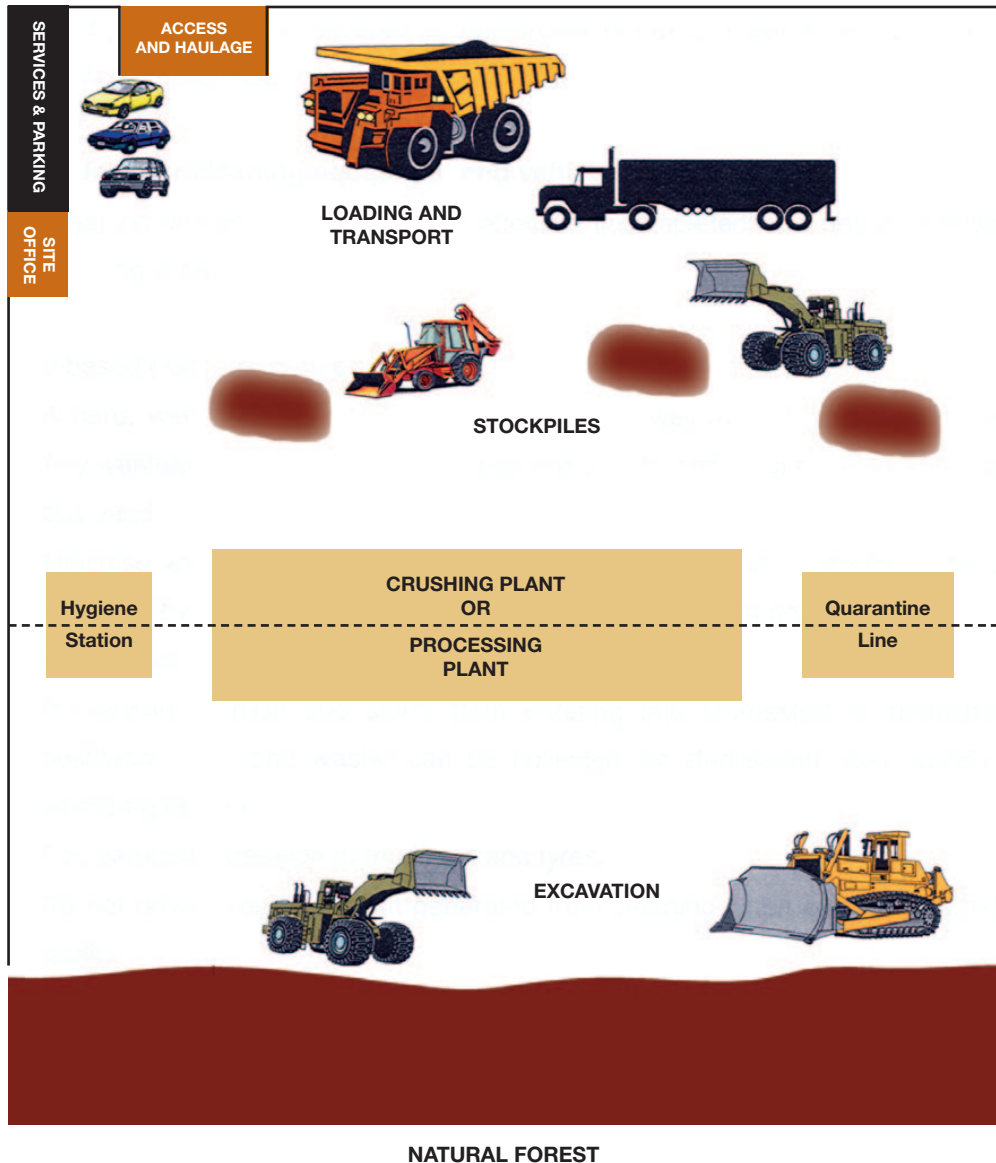 SERVICES & PARKING
ACCESS
AND HAULAGE
SITE
OFFICE
LOADING AND
TRANSPORT
STOCKPILES
Hygiene
Station
CRUSHING PLANT
OR
PROCESSING
PLANT
Quarantine
Line
EXCAVATION
NATURAL FOREST